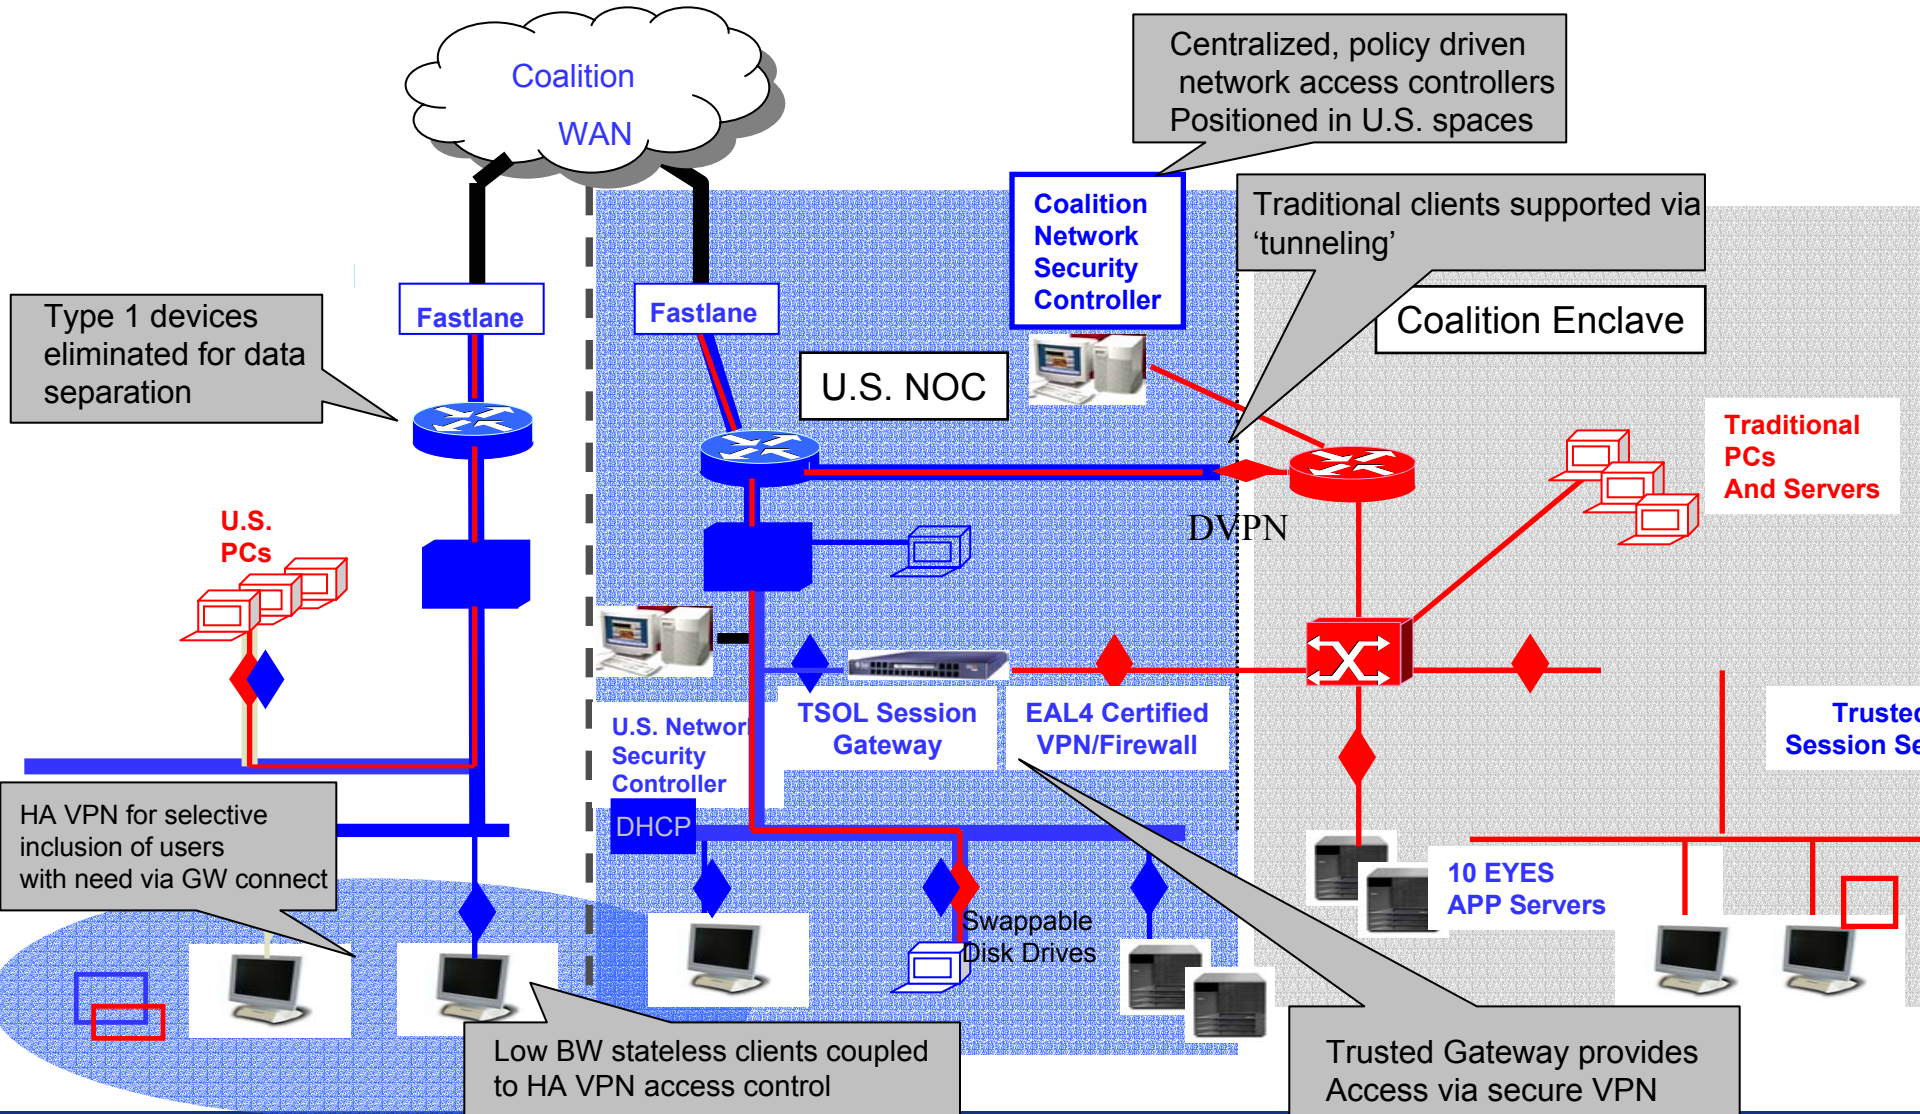 Coalition
WAN
Centralized, policy driven
network access controllers
Positioned in U.S. spaces
Coalition
Network
Security
Controller
Traditional clients supported via
‘tunneling’
Type 1 devices
eliminated for data
separation
Fastlane
Fastlane
Coalition Enclave
U.S. NOC
Traditional
PCs
And Servers
U.S.
PCs
DVPN
U.S. Network
Security
Controller
TSOL Session
Gateway
EAL4 Certified
VPN/Firewall
Trusted
Session Se
DHCP
HA VPN for selective
inclusion of users
with need via GW connect
10 EYES
APP Servers
Swappable
Disk Drives
Low BW stateless clients coupled
to HA VPN access control
Trusted Gateway provides
Access via secure VPN